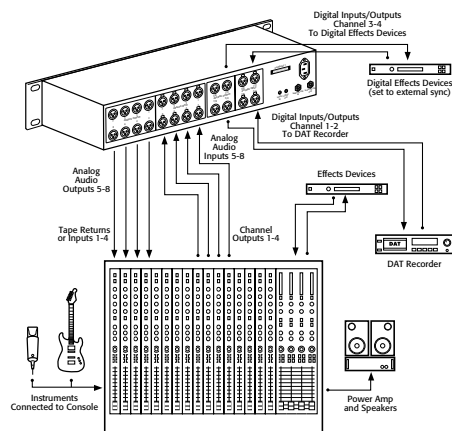 Digital Inputs/Outputs
Channel 3-4
To Digital Effects Devices
Digital Effects Devices
(set to external sync)
Digital Inputs/Outputs
Channel 1-2
To DAT Recorder
Analog
Audio
Inputs 5-8
Analog
Audio
Outputs 5-8
Effects Devices
Tape Returns
or Inputs 1-4
Channel
Outputs 1-4
DAT
DAT Recorder
Instruments
Connected to Console
Power Amp
and Speakers